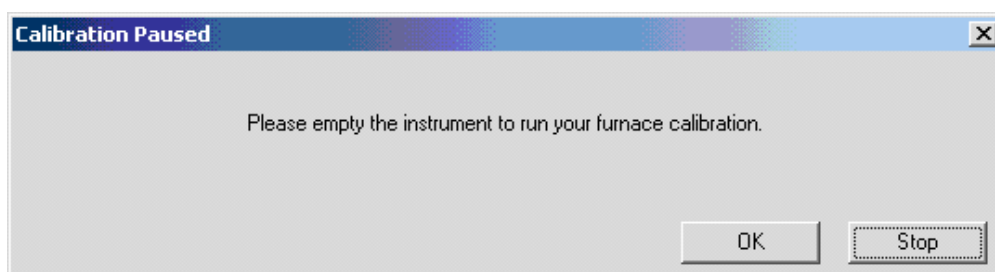 Calibration Paused
Please empty the instrument to run your furnace calibration.
OK
Stop